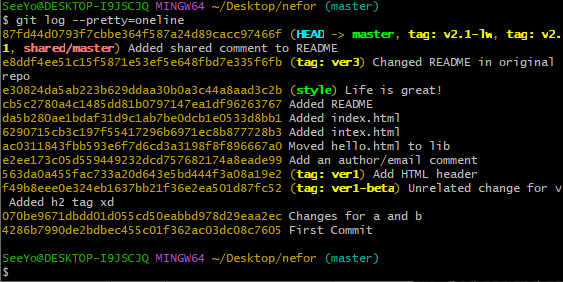 SeeYo@DESKTOP-I9JSCJQ MINGW64 ~/Desktop/nefor (master)
$ git log --pretty=oneline
87fd44d0793f7cbbe364f587a24d89cacc97466f (HEAD -> master, tag: v2.1-lw, tag: v2.
1, shared/master) Added shared comment to README
e8ddf4ee51c15f5871e53ef5e648fbd7e335f6fb (tag: ver3) Changed README in original
repo
e30824da5ab223b629ddaa30b0a3c44a8aad3c2b (style) Life is great!
cb5c2780a4c1485dd81b0797147ea1df96263767 Added README
da5b280ae1bdaf31d9c1ab7be0dcb1e0533d8bb1 Added index.html
6290715cb3c197f55417296b6971ec8b877728b3 Added intex.html
ac0311843fbb593e6f7d6cd3a3198f8f896667a0 Moved hello.html to lib
e2ee173c05d559449232dcd757682174a8eade99 Add an author/email comment
563da0a455fac733a20d643e5bd444f3a08a19e2 (tag: ver1) Add HTML header
f49b8eee0e324eb1637bb21f36e2ea501d87fc52 (tag: ver1-beta) Unrelated change for v
 Added h2 tag xd
070be9671dbdd01d055cd50eabbd978d29eaa2ec Changes for a and b
4286b7990de2bdbec455c01f362ac03dc08c7605 First Commit
SeeYo@DESKTOP-I9JSCJQ MINGW64 ~/Desktop/nefor (master)
$